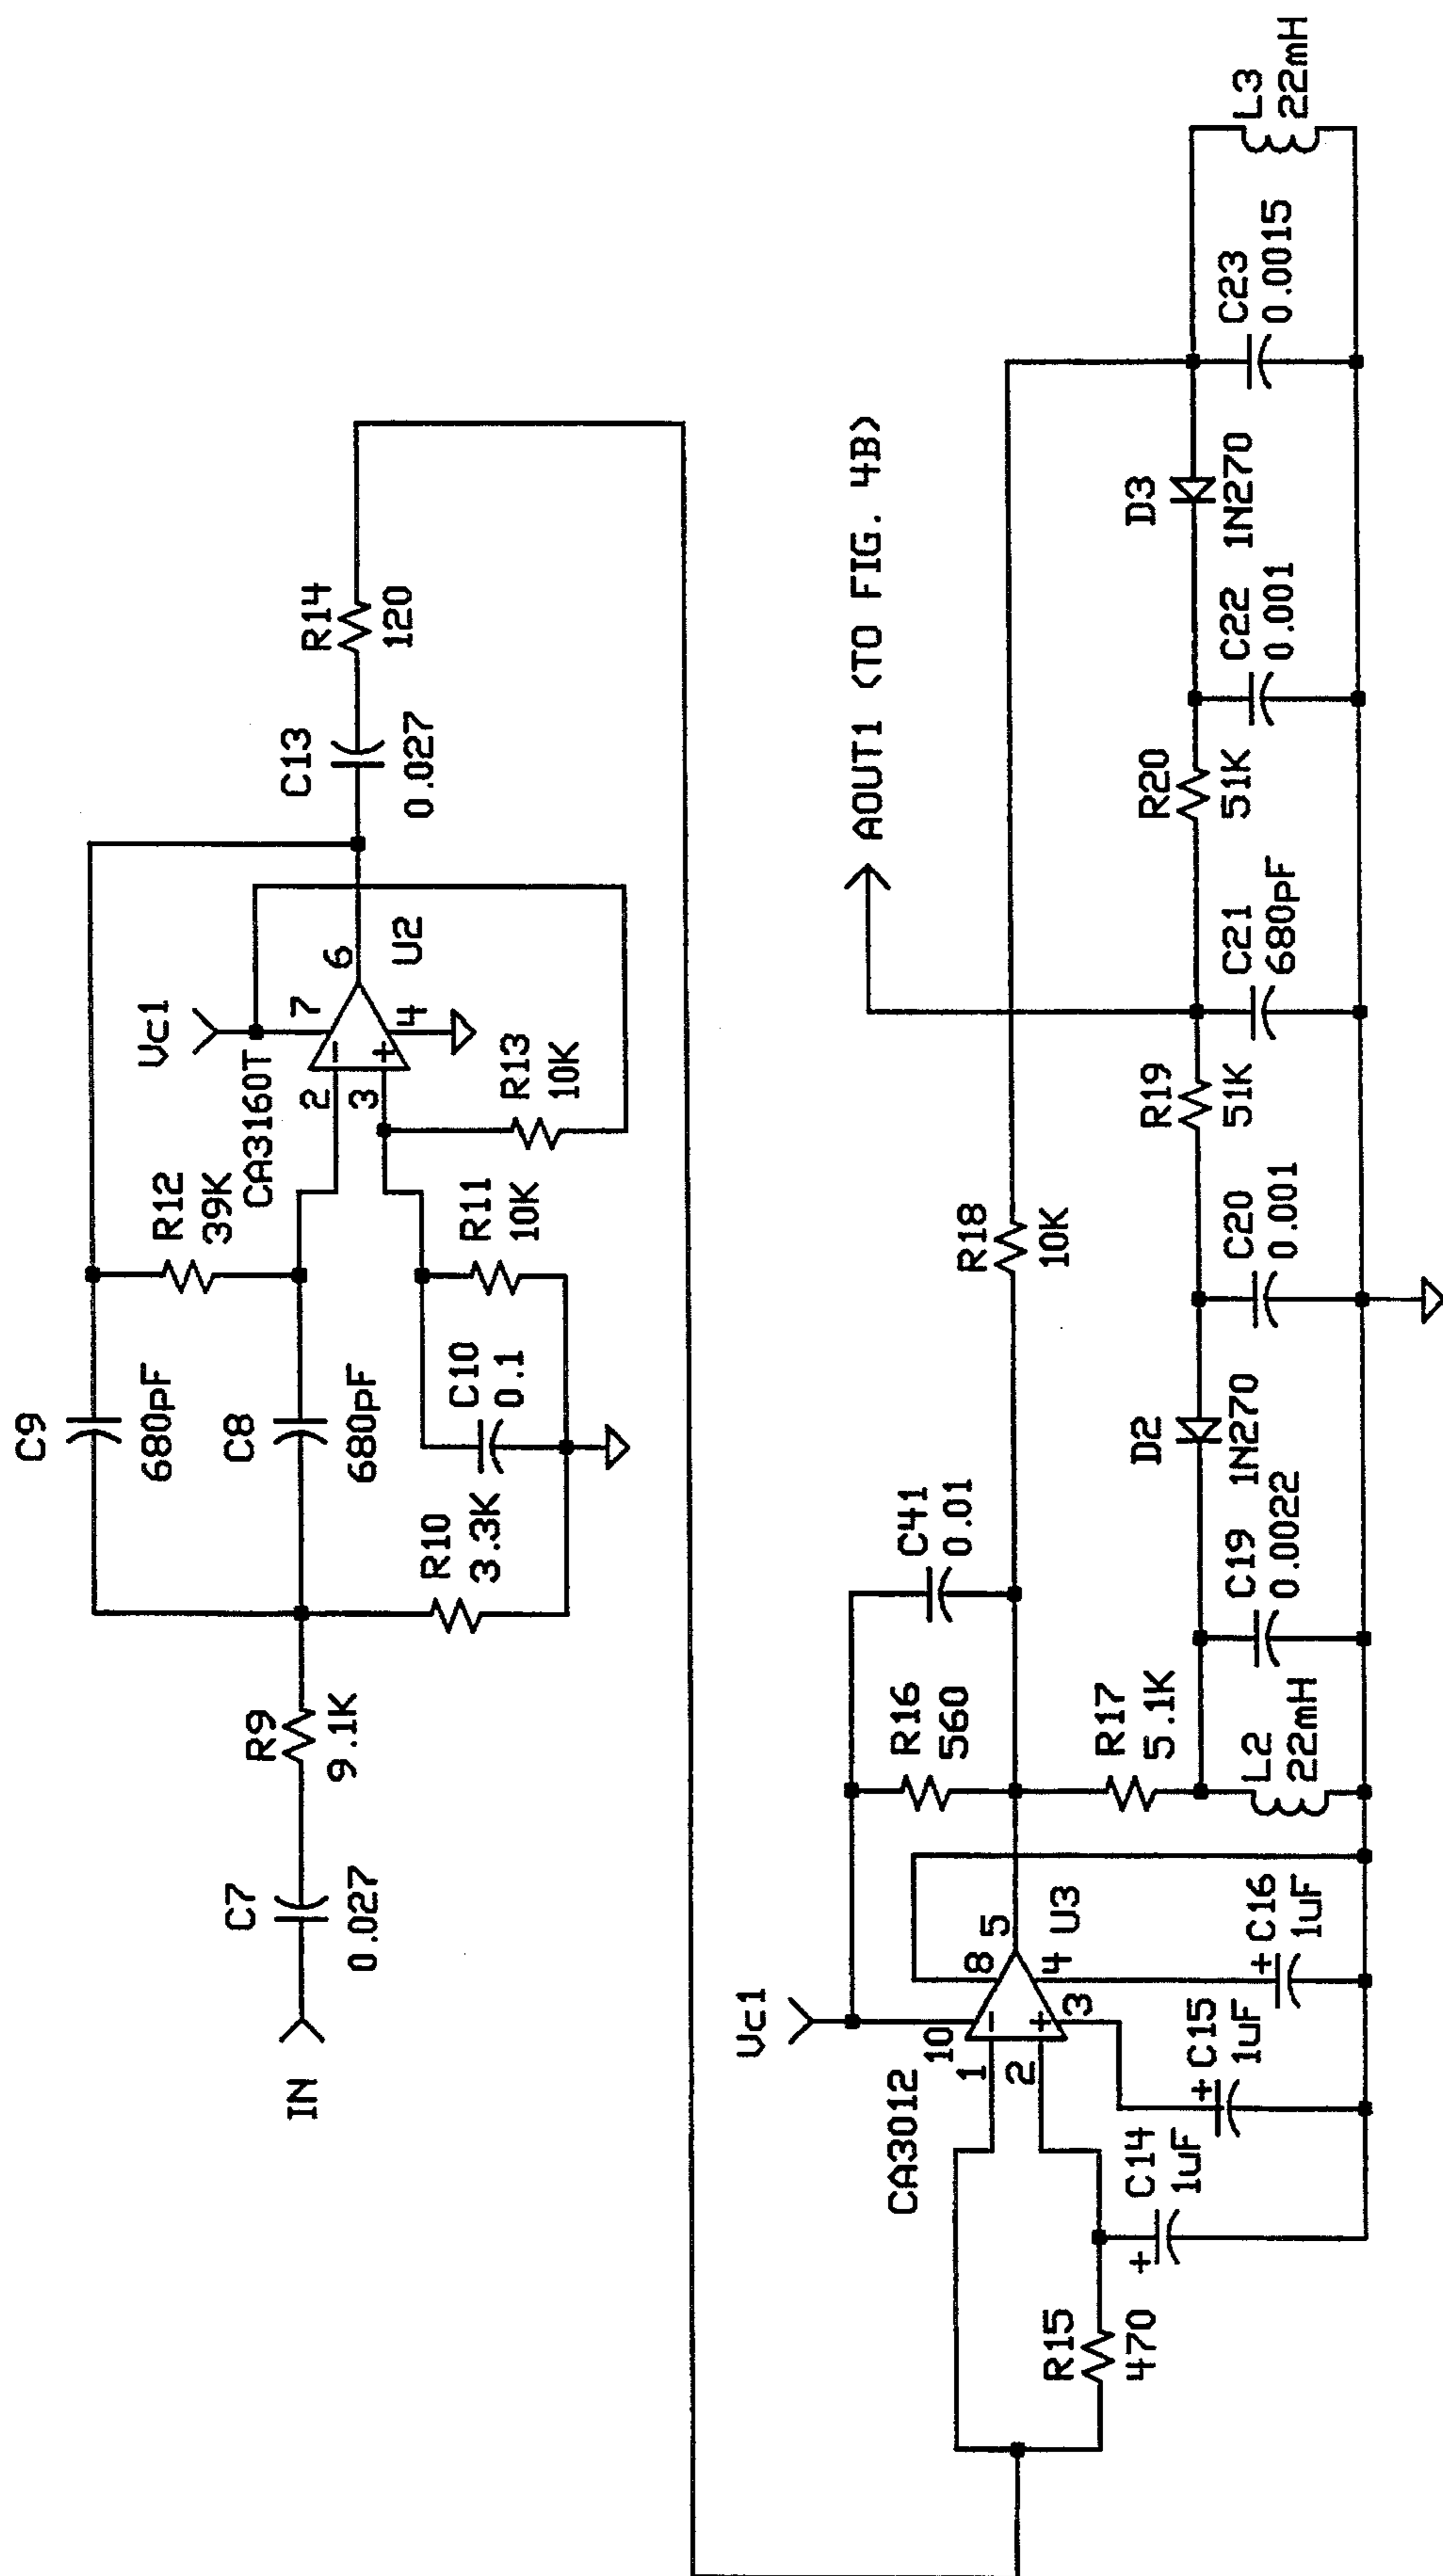 C9
680pF
R12
39K
C8
680pF
IN
C7
0.027
R9
9.1K
R10
3.3K
C10
0.1
R11
10K
R13
10K
Vc1
CA3160T
2
3
7
4
6
U2
C13
0.027
R14
120
Vc1
CA3012
10
1
2
8
5
3
4
U3
R15
470
C14
+
1uF
+
C15
1uF
+
C16
1uF
R16
560
C41
0.01
R17
5.1K
L2
22mH
C19
0.0022
D2
1N270
C20
0.001
R18
10K
R19
51K
C21
680pF
AOUT1 (TO FIG. 4B)
R20
51K
C22
0.001
D3
1N270
C23
0.0015
L3
22mH